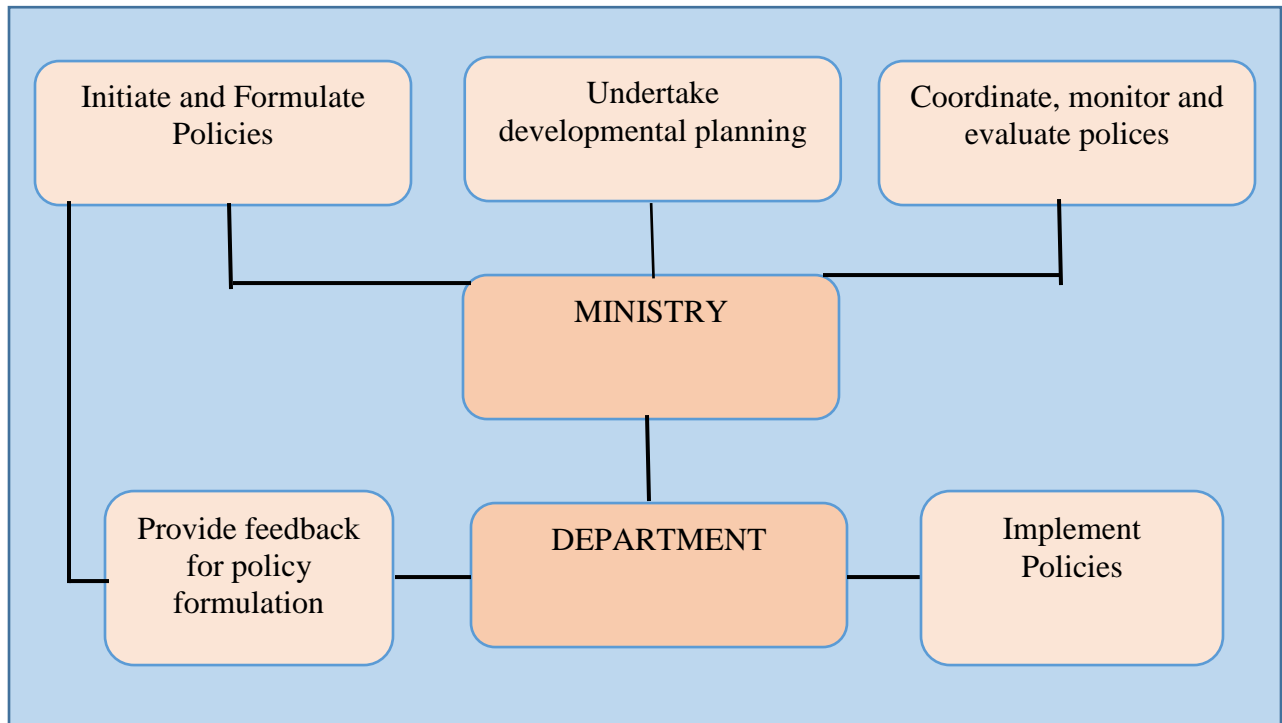 Initiate and Formulate
Policies
Undertake
developmental planning
Coordinate, monitor and
evaluate polices
MINISTRY
Provide feedback
for policy
formulation
DEPARTMENT
Implement
Policies